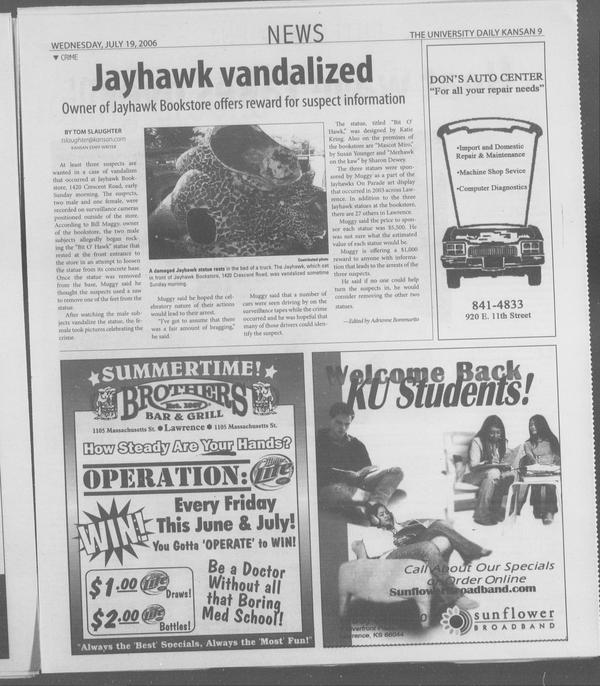 WEDNESDAY, JULY 19, 2006
NEWS
THE UNIVERSITY DAILY KANSAN 9
▼ CRIME
Jayhawk vandalized
Owner of Jayhawk Bookstore offers reward for suspect information
BY TOM SLAUGHTER
tslaughter@kansan.com
KANSAN STAFF WRITER
At least three suspects are
wanted in a case of vandalism
that occurred at Jayhawk Book-
store, 1420 Crescent Road, early
Sunday morning. The suspects,
two male and one female, were
recorded on surveillance cameras
positioned outside of the store.
According to Bill Muggy, owner
of the bookstore, the two male
subjects allegedly began rock-
ing the "Bit O' Hawk" statue that
rested at the front entrance to
the store in an attempt to loosen
the statue from its concrete base.
Once the statue was removed
from the base, Muggy said he
thought the suspects used a saw
to remove one of the feet from the
statue.
After watching the male sub-
jects vandalize the statue, the fe-
male took pictures celebrating the
crime.
Contributed photo
A damaged Jayhawk statue rests in the bed of a truck. The Jayhawk, which sat
in front of Jayhawk Bookstore, 1420 Crescent Road, was vandalized sometime
Sunday morning.
Muggy said he hoped the cel-
ebratory nature of their actions
would lead to their arrest.
"I've got to assume that there
was a fair amount of bragging,"
he said.
Muggy said that a number of
cars were seen driving by on the
surveillance tapes while the crime
occurred and he was hopeful that
many of those drivers could iden-
tify the suspect.
The statue, titled "Bit O'
Hawk," was designed by Katie
Kring. Also on the premises of
the bookstore are "Mascot Miro,"
by Susan Younger and "Merhawk
on the kaw" by Sharon Dewey.
The three statues were spon-
sored by Muggy as a part of the
Jayhawks On Parade art display
that occurred in 2003 across Law-
rence. In addition to the three
Jayhawk statues at the bookstore,
there are 27 others in Lawrence.
Muggy said the price to spon-
sor each statue was $5,500. He
was not sure what the estimated
value of each statue would be.
Muggy is offering a $1,000
reward to anyone with informa-
tion that leads to the arrests of the
three suspects.
He said if no one could help
turn the suspects in, he would
consider removing the other two
statues.
—Edited by Adrienne Bommarito
DON'S AUTO CENTER
"For all your repair needs"
•Import and Domestic
Repair & Maintenance
•Machine Shop Sevice
•Computer Diagnostics
841-4833
920 E. 11th Street
SUMMERTIME!
BROTHERS
BAR & GRILL
1105 Massachusetts St. Lawrence 1105 Massachusetts St.
How Steady Are Your Hands?
OPERATION: Lite
WIN!
Every Friday
This June & July!
You Gotta 'OPERATE' to WIN!
$1.00 Lite Draws!
$2.00 Lite Bottles!
Be a Doctor
Without all
that Boring
Med School!
"Always the 'Best' Specials, Always the 'Most' Fun!"
Welcome Back
KU Students!
Call About Our Specials
or Order Online
SunflowerBroadband.com
sunflower
BROADBAND
Lawrence, KS 66044